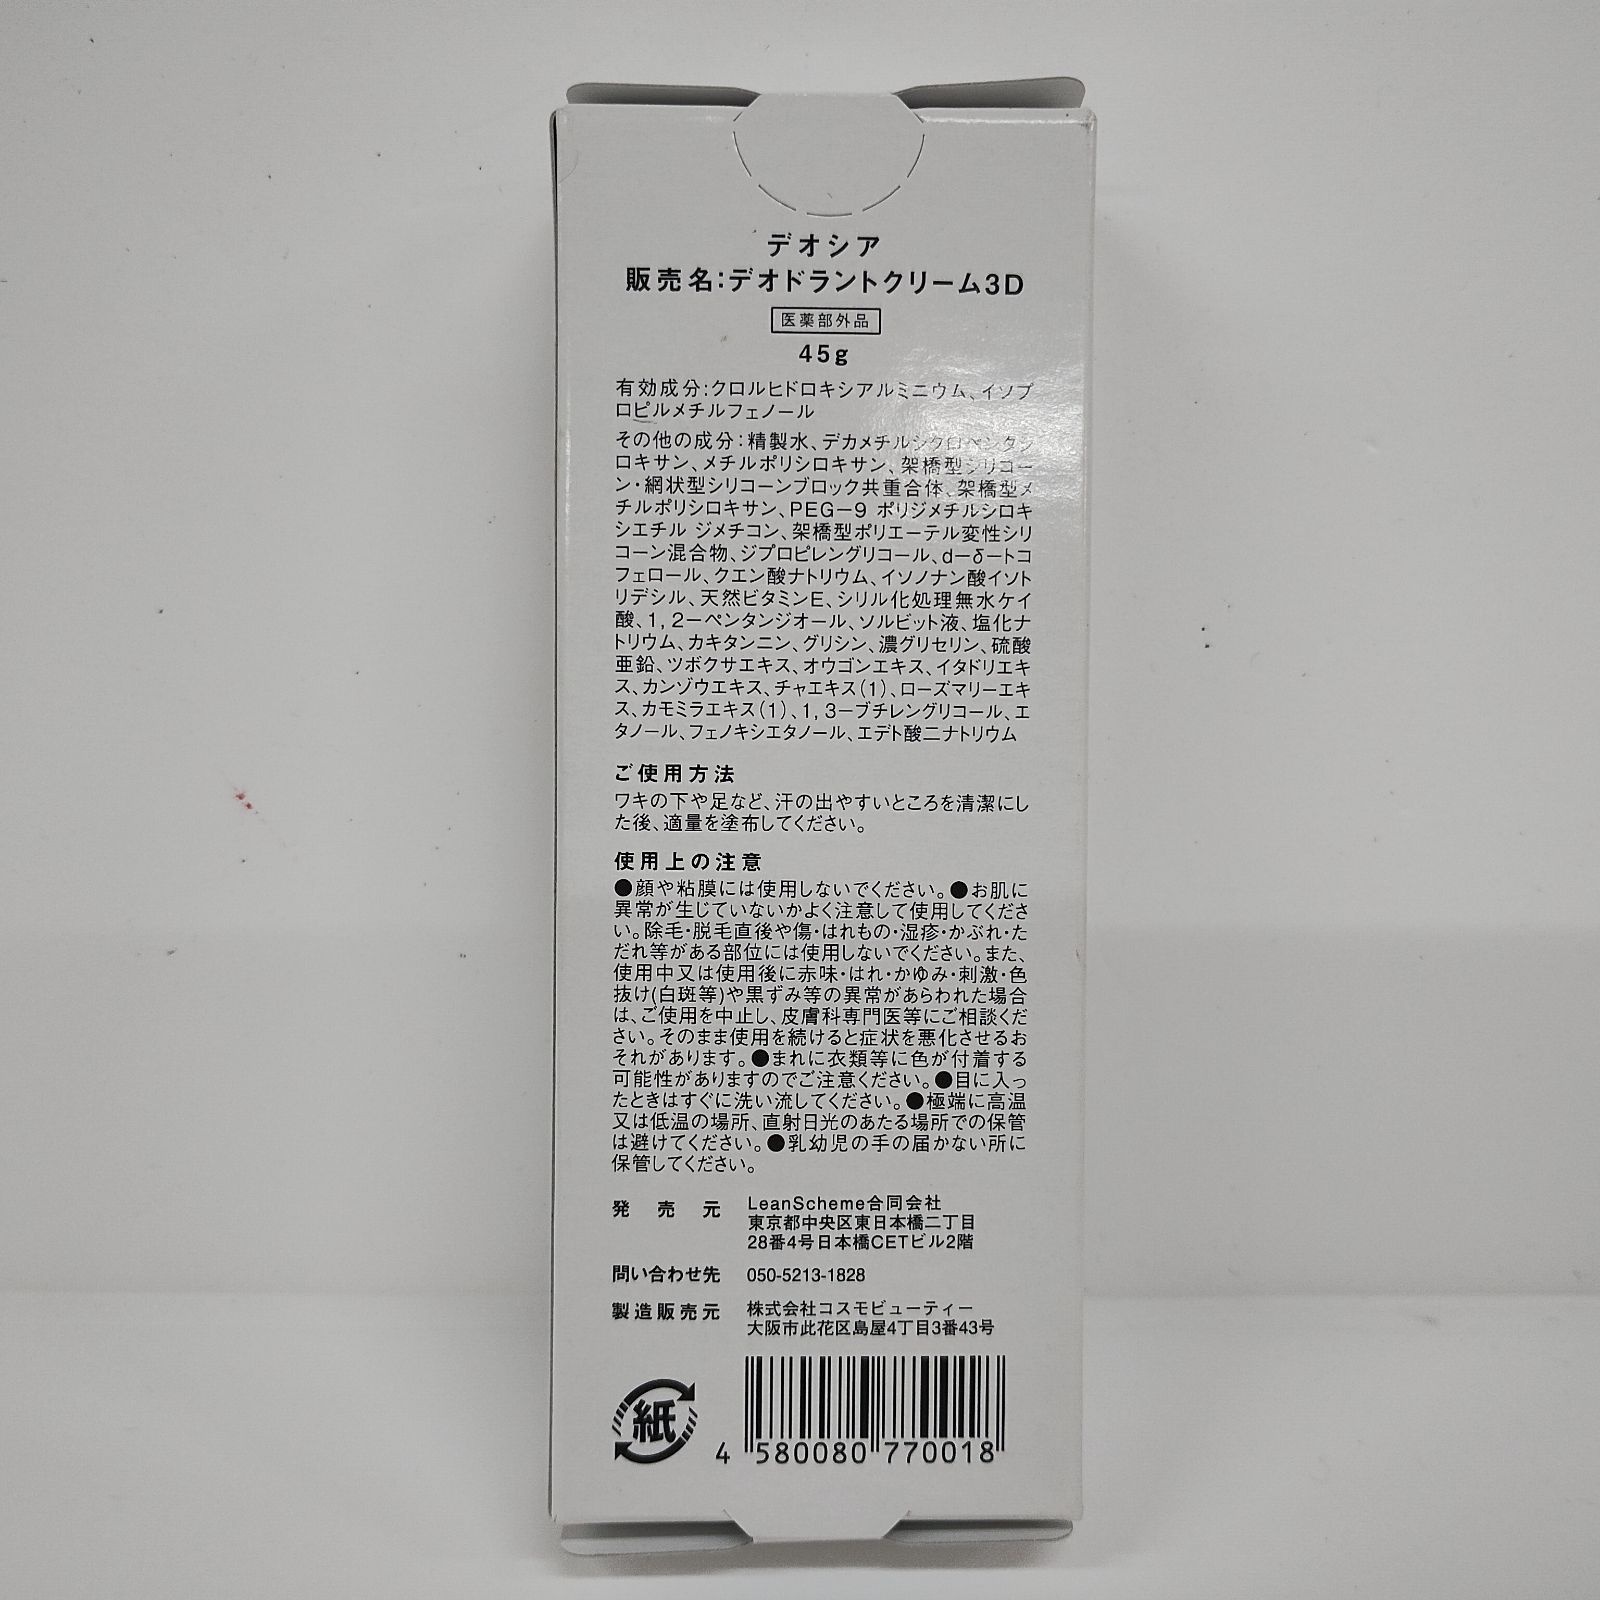 デオシア
販売名:デオドラントクリーム3D
医薬部外品
45g
有効成分:クロルヒドロキシアルミニウム、イソプ
ロピルメチルフェノール
その他の成分:精製水、デカメチルシクロペンタシ
ロキサン、メチルポリシロキサン、架橋型シリコー
ン・網状型シリコーンブロック共重合体、架橋型メ
チルポリシロキサン、PEG-9 ポリジメチルシロキ
シエチル ジメチコン、架橋型ポリエーテル変性シリ
コーン混合物、ジプロピレングリコール、d-δ-トコ
フェロール、クエン酸ナトリウム、イソノナン酸イソト
リデシル、天然ビタミンE、シリル化処理無水ケイ
酸、1,2-ペンタンジオール、ソルビット液、塩化ナ
トリウム、カキタンニン、グリシン、濃グリセリン、硫酸
亜鉛、ツボクサエキス、オウゴンエキス、イタドリエキ
ス、カンゾウエキス、チャエキス(1)、ローズマリーエキ
ス、カモミラエキス(1)、1,3-ブチレングリコール、エ
タノール、フェノキシエタノール、エデト酸二ナトリウム
ご使用方法
ワキの下や足など、汗の出やすいところを清潔にし
た後、適量を塗布してください。
使用上の注意
●顔や粘膜には使用しないでください。●お肌に
異常が生じていないかよく注意して使用してくださ
い。除毛・脱毛直後や傷・はれもの・湿疹・かぶれ・た
だれ等がある部位には使用しないでください。また、
使用中又は使用後に赤味・はれ・かゆみ・刺激・色
抜け(白斑等)や黒ずみ等の異常があらわれた場合
は、ご使用を中止し、皮膚科専門医等にご相談くだ
さい。そのまま使用を続けると症状を悪化させるお
それがあります。●まれに衣類等に色が付着する
可能性がありますのでご注意ください。●目に入っ
たときはすぐに洗い流してください。●極端に高温
又は低温の場所、直射日光のあたる場所での保管
は避けてください。●乳幼児の手の届かない所に
保管してください。
発売元 LeanScheme合同会社
東京都中央区東日本橋二丁目
28番4号日本橋CETビル2階
問い合わせ先 050-5213-1828
製造販売元 株式会社コスモビューティー
大阪市此花区島屋4丁目3番43号
紙
4 580080 770018